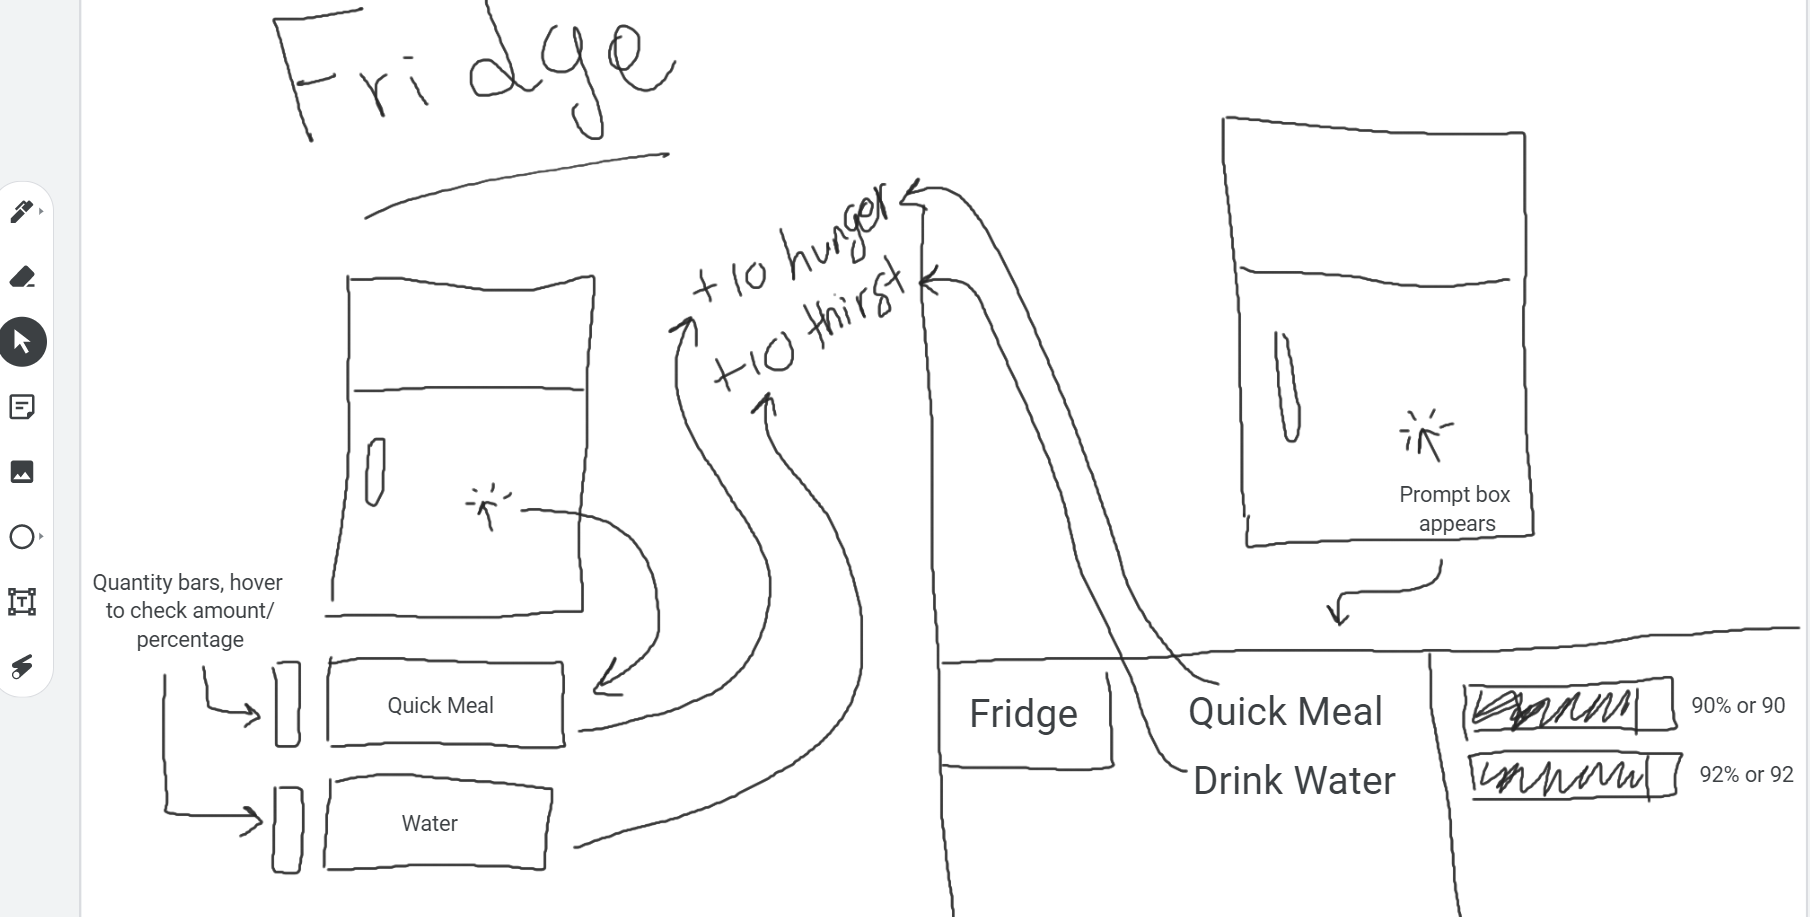 Fridge
+10 hunger
+10 thirst
Prompt box
appears
Quantity bars, hover
to check amount/
percentage
Quick Meal
Water
Fridge
Quick Meal
90% or 90
Drink Water
92% or 92